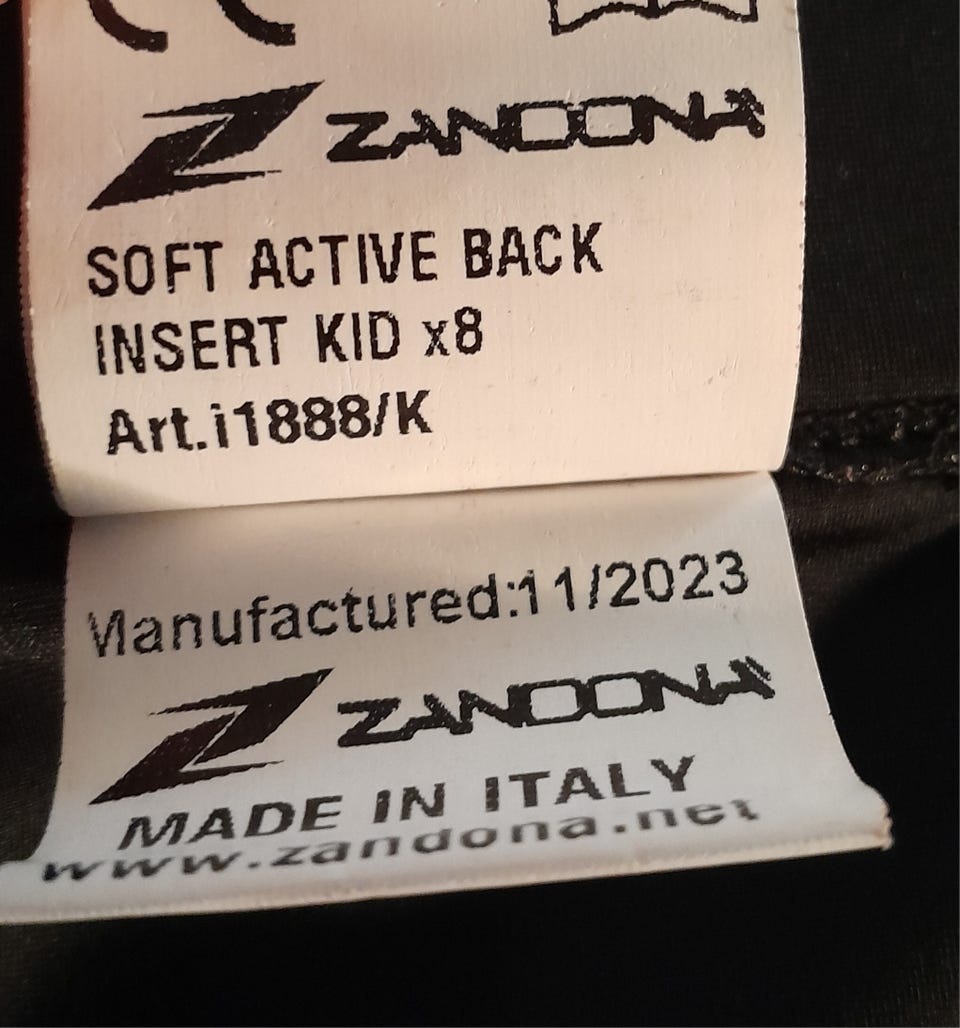 CE
ZANDONA
SOFT ACTIVE BACK
INSERT KID x8
Art.i1888/K
Manufactured:11/2023
ZANDONA
MADE IN ITALY
www.zandona.net